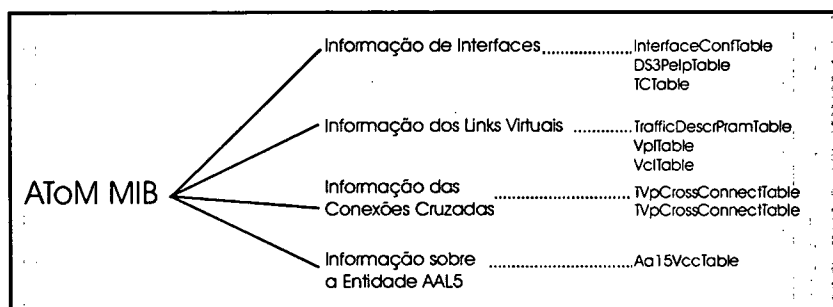 Informação de Interfaces ..................... InterfaceConfTable
DS3PelpTable
TCTable
Informação dos Links Virtuais ............ TrafficDescrPramTable
VplTable
VclTable
AToM MIB
Informação das
Conexões Cruzadas ........................... TVpCrossConnectTable
TVpCrossConnectTable
Informação sobre
a Entidade AAL5 ................................ Aa15VccTable